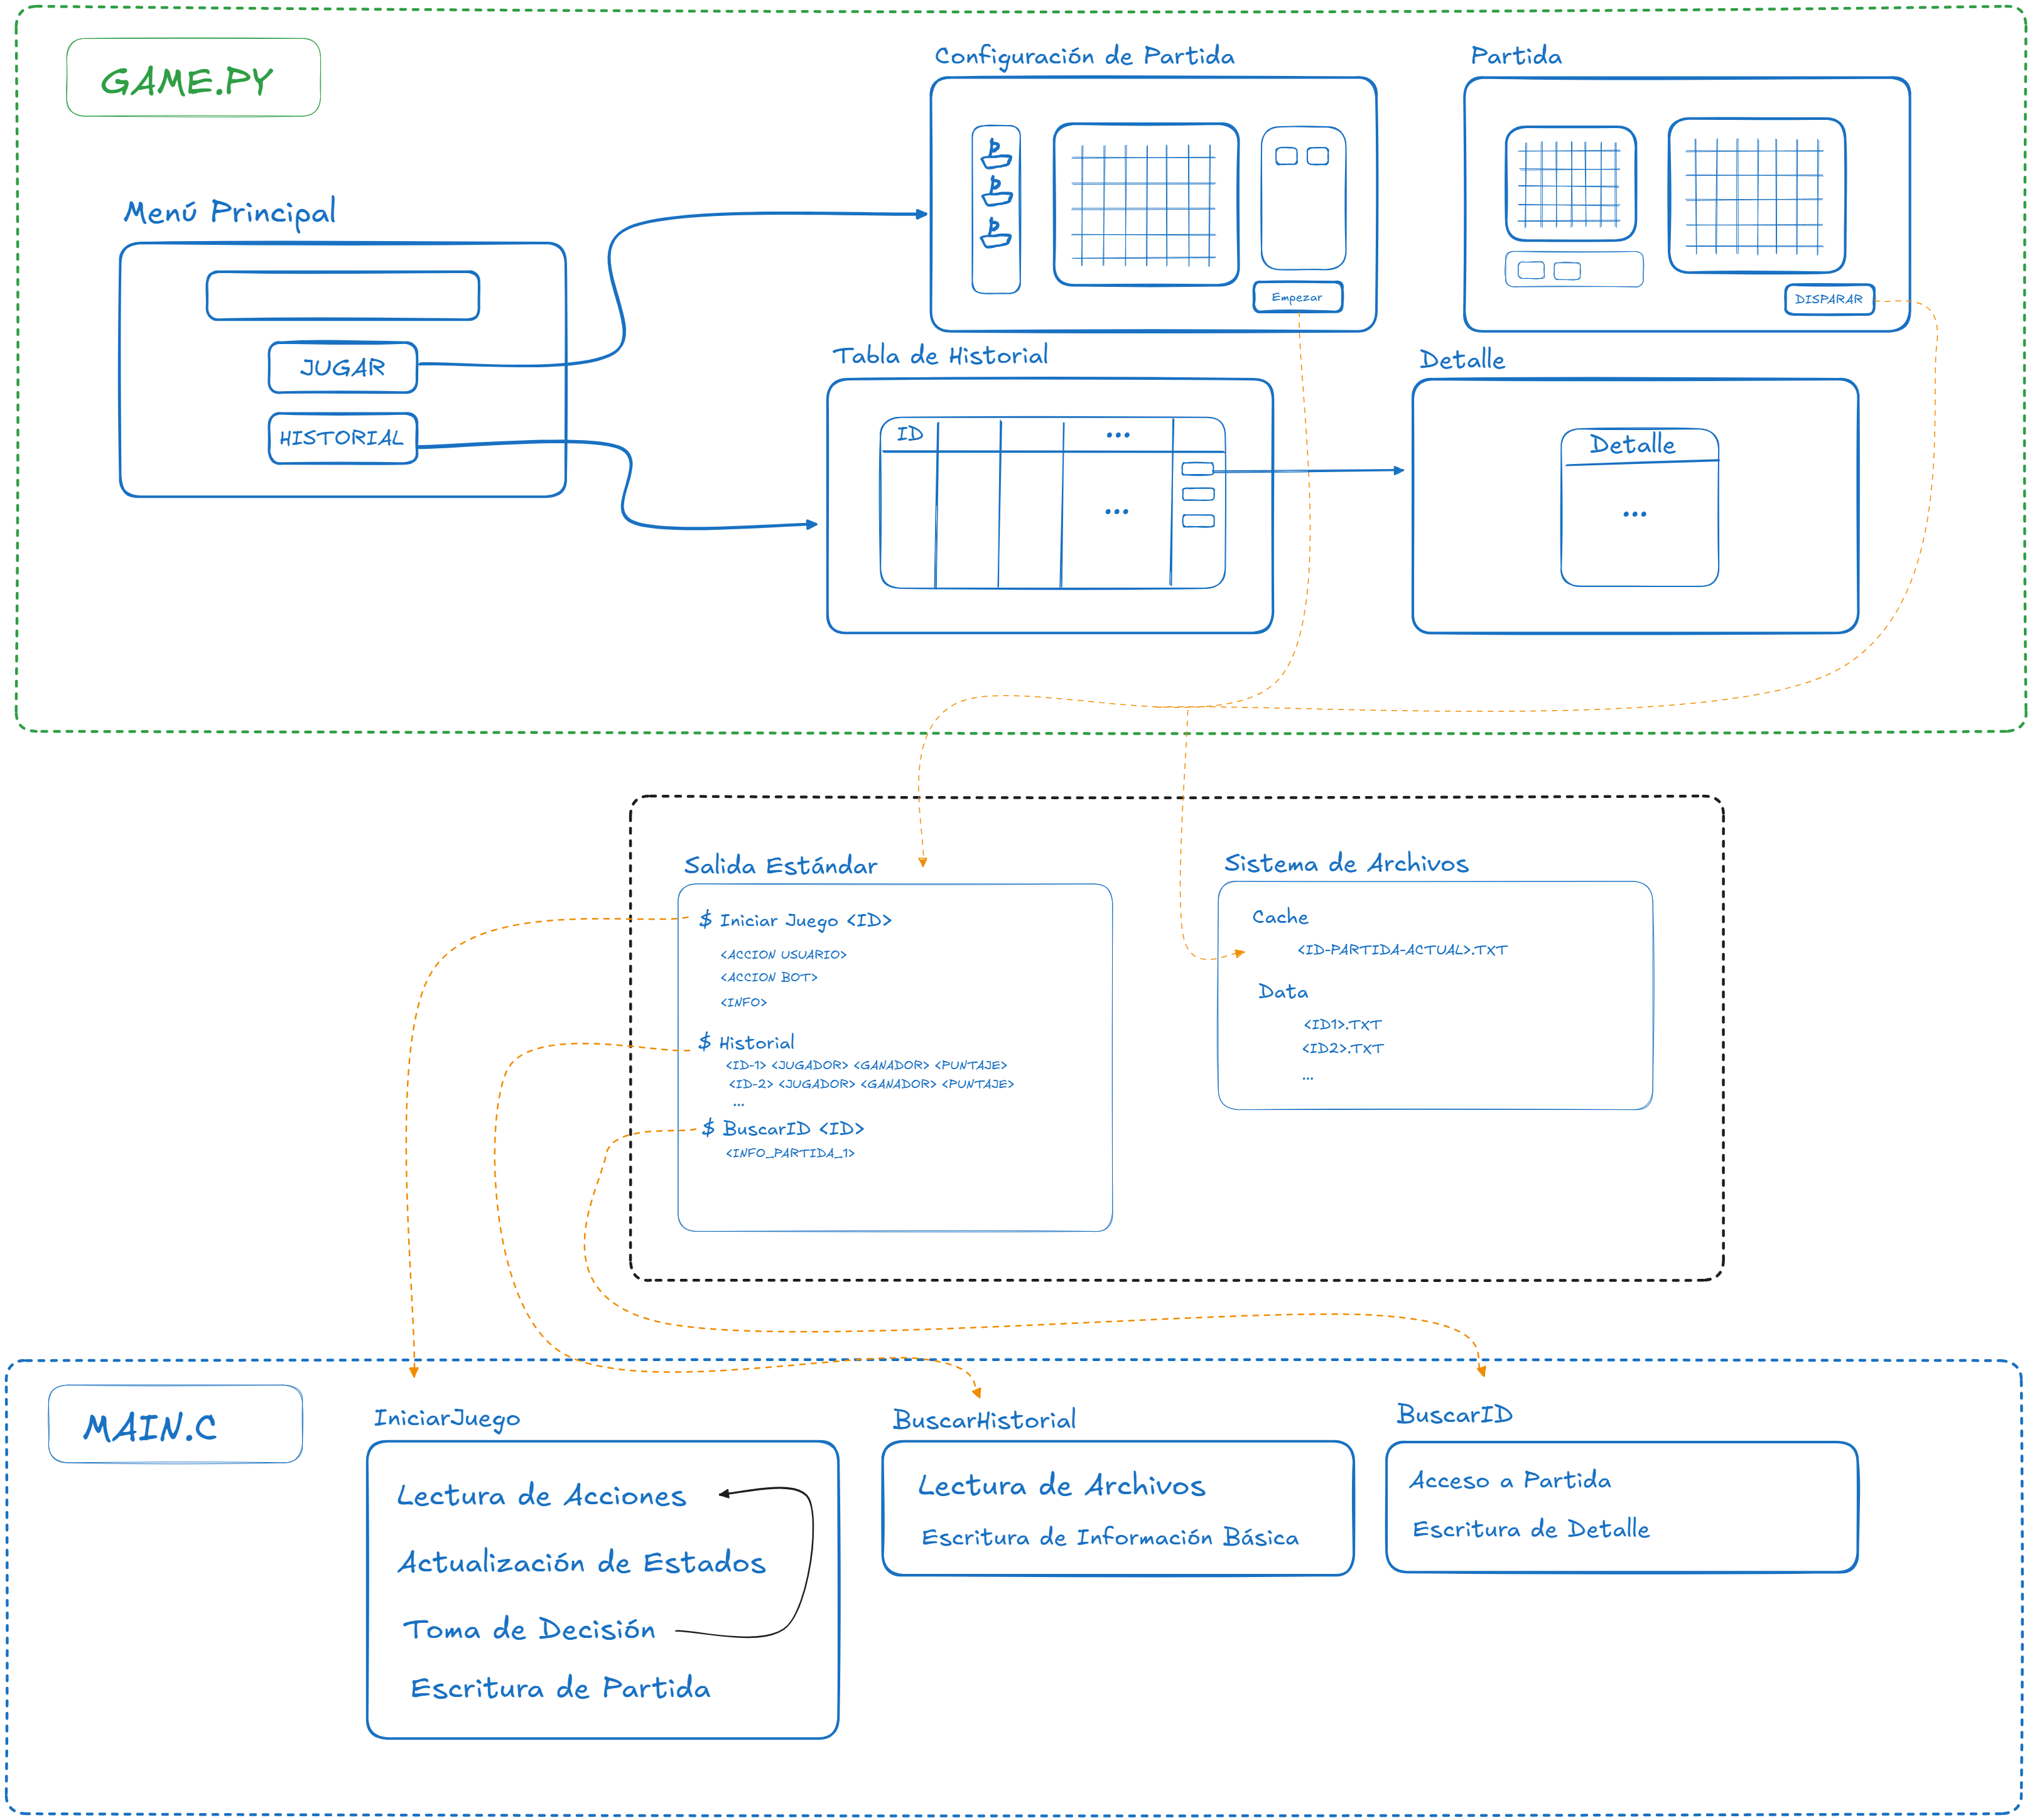 GAME.PY
Configuración de Partida
Partida
Menú Principal
JUGAR
HISTORIAL
Empezar
DISPARAR
Tabla de Historial
Detalle
ID
...
...
Detalle
...
Salida Estándar
$ Iniciar Juego <ID>
<ACCION USUARIO>
<ACCION BOT>
<INFO>
$ Historial
<ID-1> <JUGADOR> <GANADOR> <PUNTAJE>
<ID-2> <JUGADOR> <GANADOR> <PUNTAJE>
...
$ BuscarID <ID>
<INFO_PARTIDA_1>
Sistema de Archivos
Cache
<ID-PARTIDA-ACTUAL>.TXT
Data
<ID1>.TXT
<ID2>.TXT
...
MAIN.C
IniciarJuego
Lectura de Acciones
Actualización de Estados
Toma de Decisión
Escritura de Partida
BuscarHistorial
Lectura de Archivos
Escritura de Información Básica
BuscarID
Acceso a Partida
Escritura de Detalle